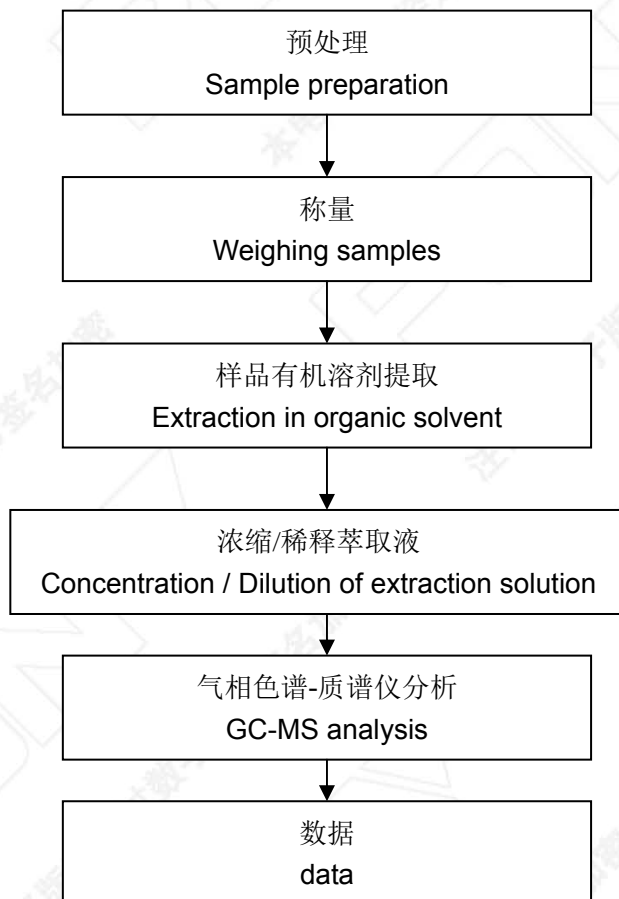 预处理
Sample preparation
称量
Weighing samples
样品有机溶剂提取
Extraction in organic solvent
浓缩/稀释萃取液
Concentration / Dilution of extraction solution
气相色谱-质谱仪分析
GC-MS analysis
数据
data